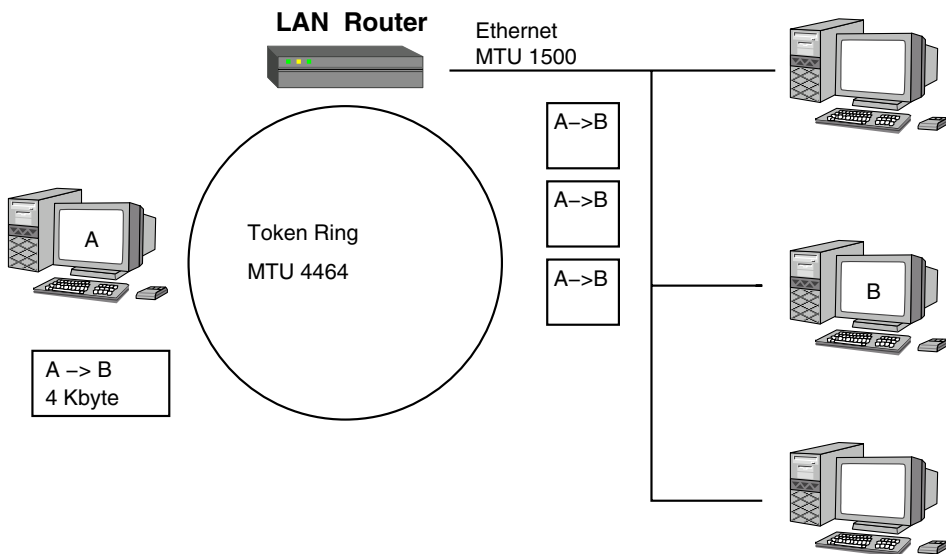 LAN Router
Ethernet
MTU 1500
A–>B
A–>B
A–>B
A
Token Ring
MTU 4464
B
A –> B
4 Kbyte